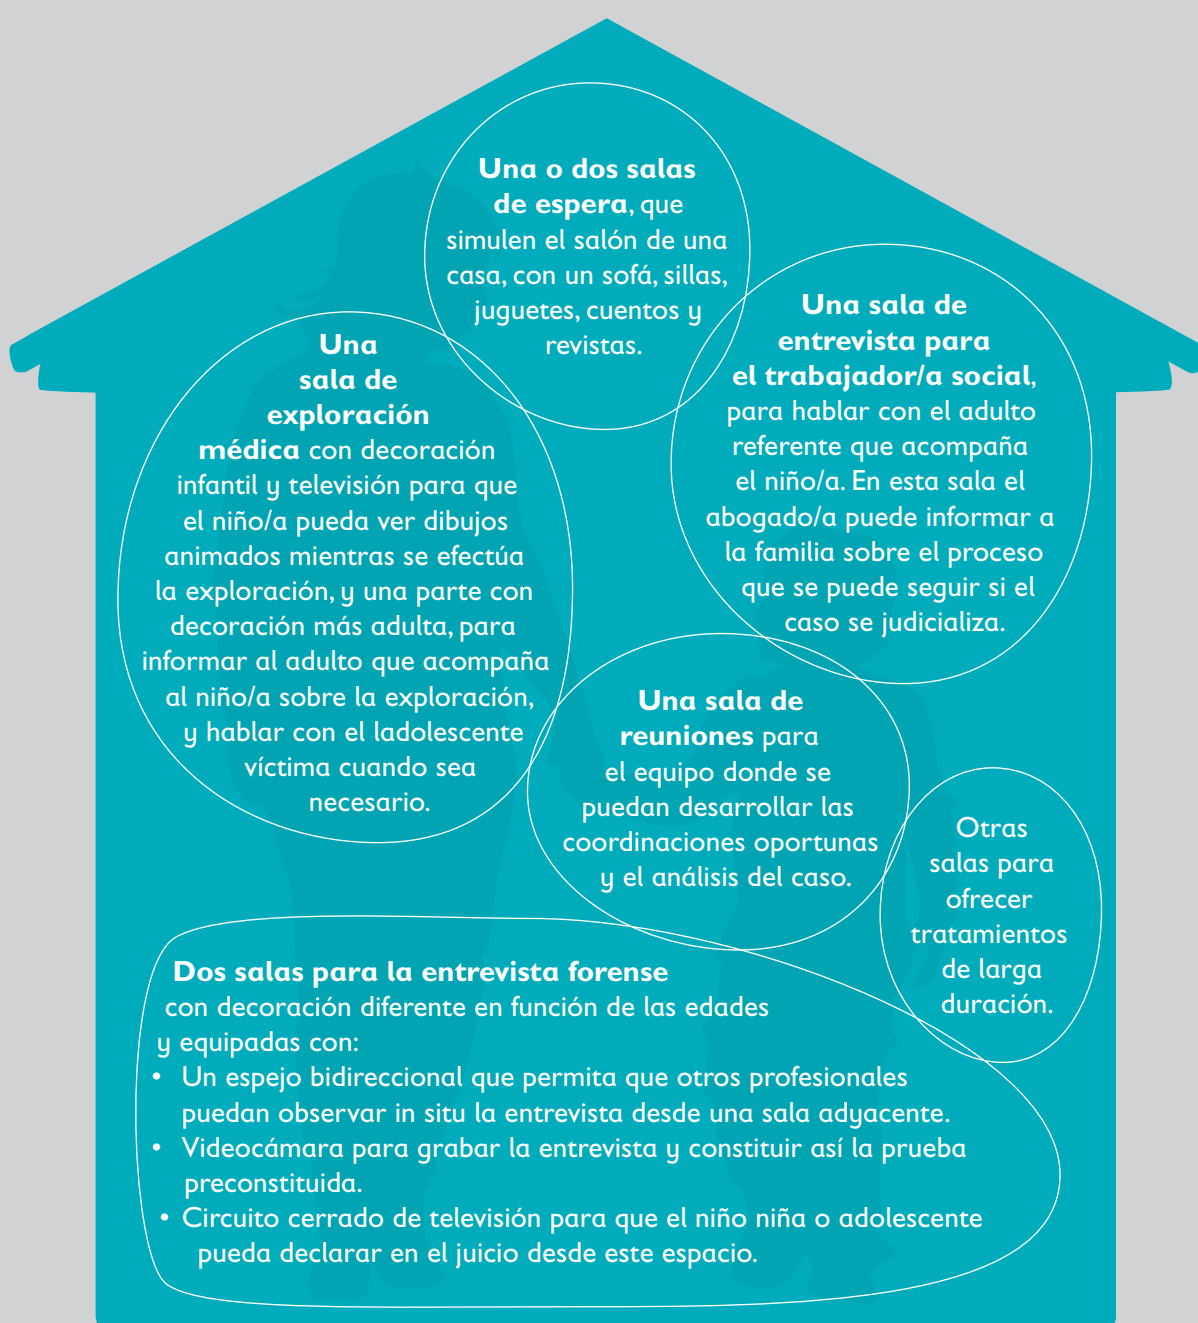 Una o dos salas
de espera, que
simulen el salón de una
casa, con un sofá, sillas,
juguetes, cuentos y
revistas.
Una sala de
entrevista para
el trabajador/a social,
para hablar con el adulto
referente que acompaña
el niño/a. En esta sala el
abogado/a puede informar a
la familia sobre el proceso
que se puede seguir si el
caso se judicializa.
Una
sala de
exploración
médica con decoración
infantil y televisión para que
el niño/a pueda ver dibujos
animados mientras se efectúa
la exploración, y una parte con
decoración más adulta, para
informar al adulto que acompaña
al niño/a sobre la exploración,
y hablar con el ladolescente
víctima cuando sea
necesario.
Una sala de
reuniones para
el equipo donde se
puedan desarrollar las
coordinaciones oportunas
y el análisis del caso.
Otras
salas para
ofrecer
tratamientos
de larga
duración.
Dos salas para la entrevista forense
con decoración diferente en función de las edades
y equipadas con:
• Un espejo bidireccional que permita que otros profesionales
puedan observar in situ la entrevista desde una sala adyacente.
• Videocámara para grabar la entrevista y constituir así la prueba
preconstituida.
• Circuito cerrado de televisión para que el niño niña o adolescente
pueda declarar en el juicio desde este espacio.